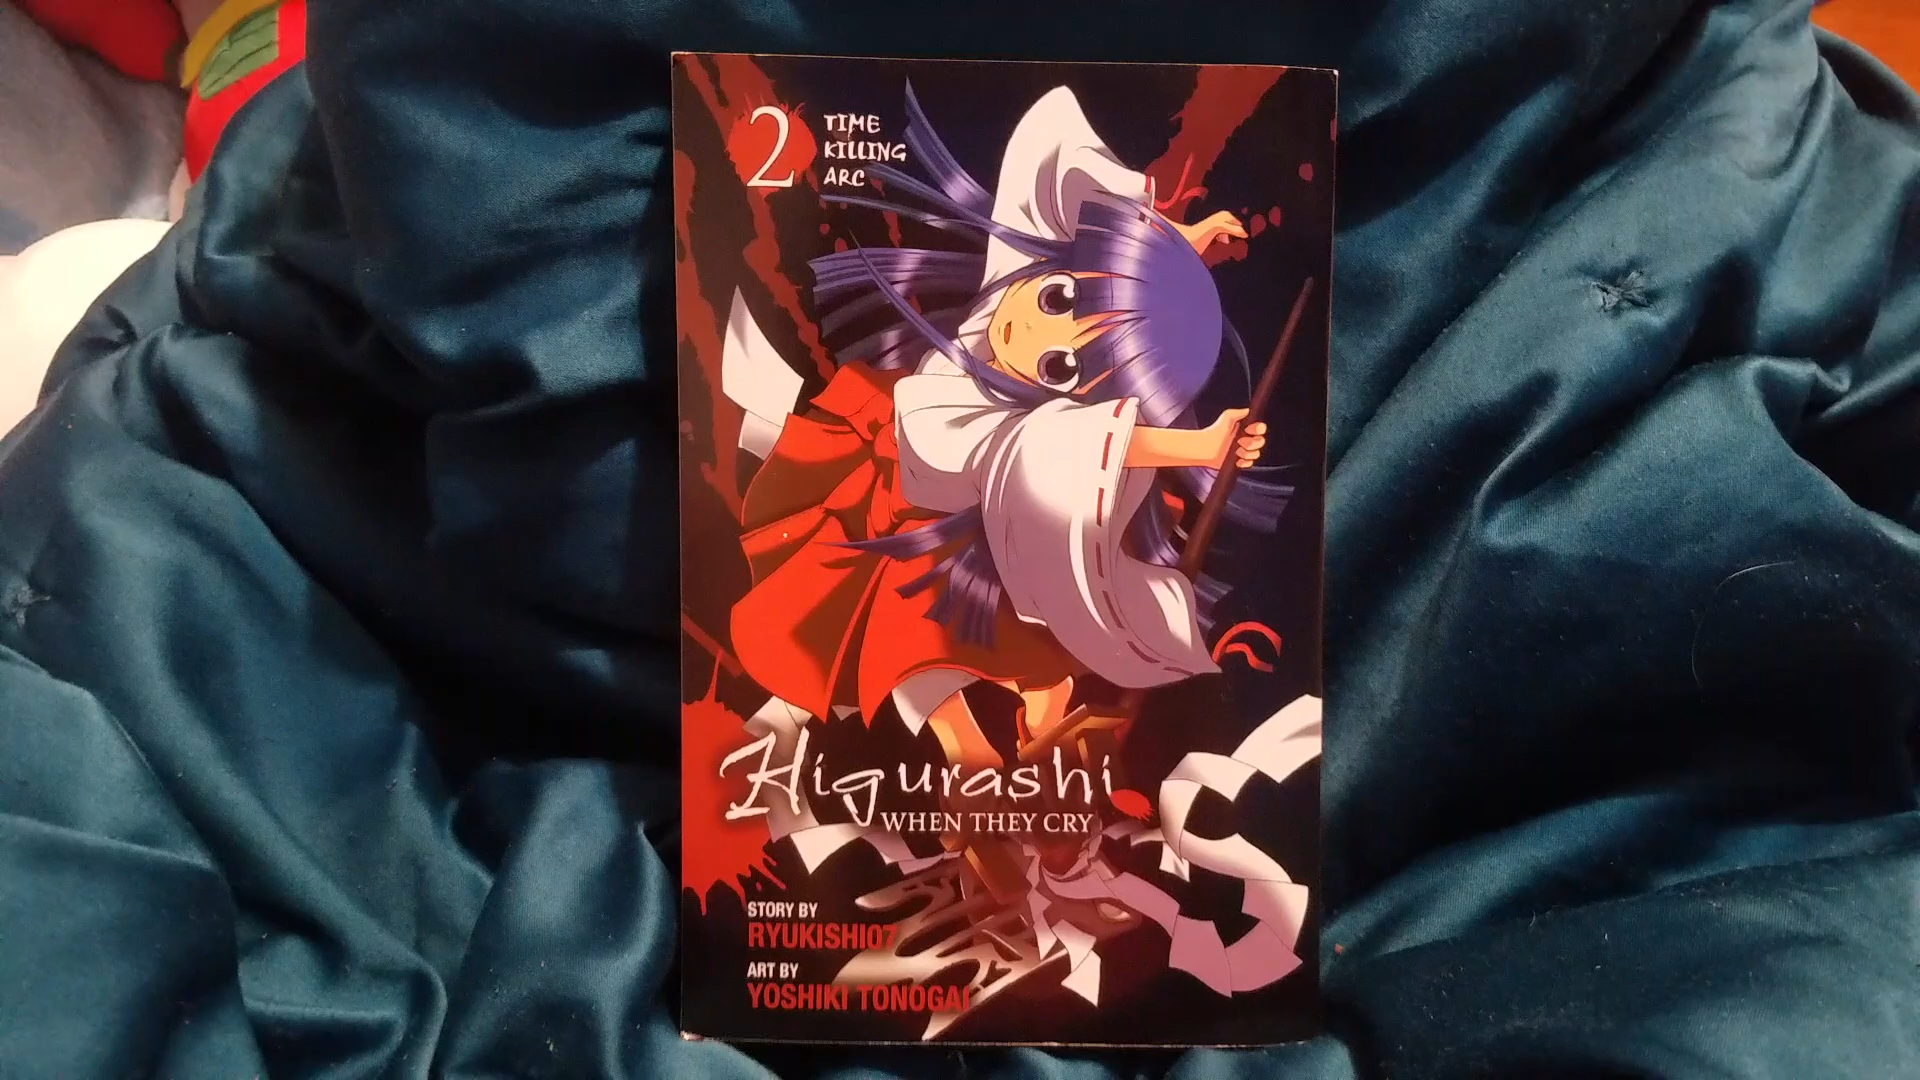 2
TIME
KILLING
ARC
Higurashi
WHEN THEY CRY
STORY BY
RYUKISHI07
ART BY
YOSHIKI TONOGAI